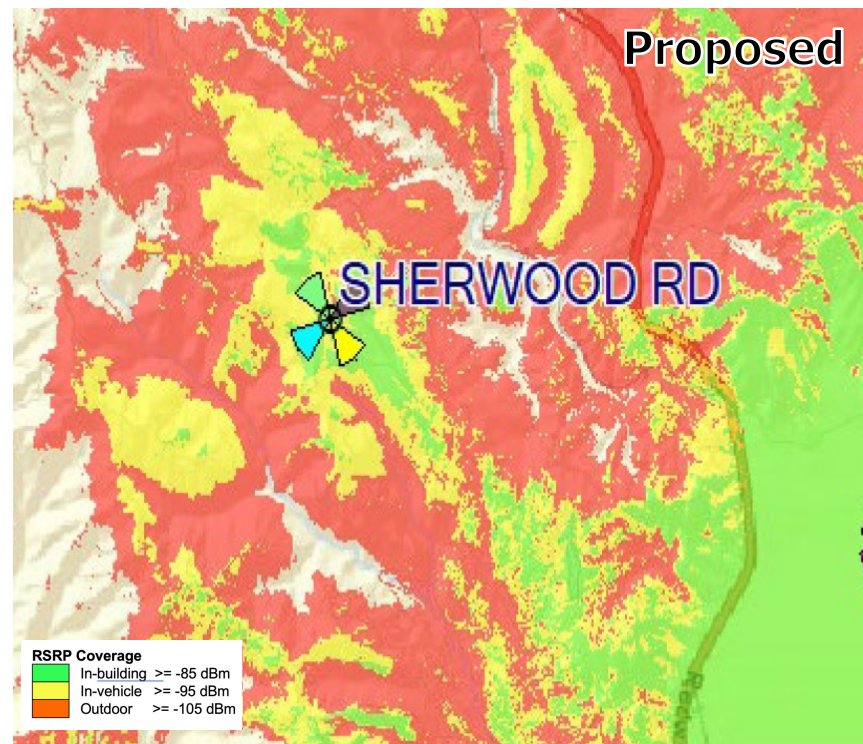 Proposed
SHERWOOD RD
RSRP Coverage
In-building >= -85 dBm
In-vehicle >= -95 dBm
Outdoor >= -105 dBm